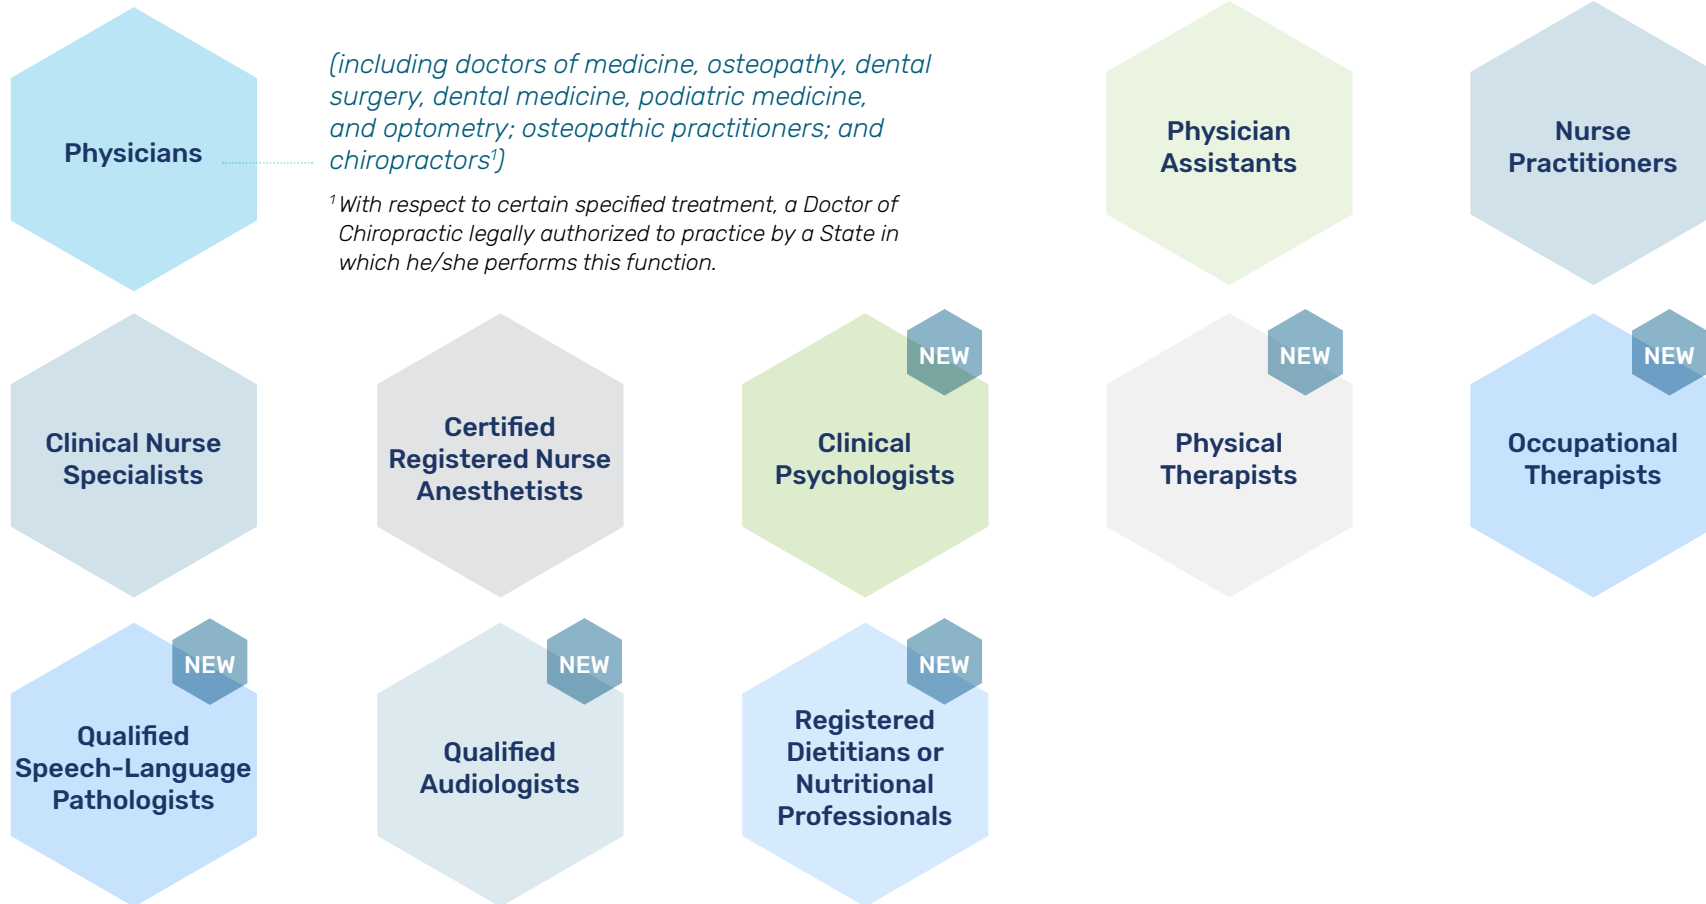 Physicians
(including doctors of medicine, osteopathy, dental
surgery, dental medicine, podiatric medicine,
and optometry; osteopathic practitioners; and
chiropractors¹)
¹ With respect to certain specified treatment, a Doctor of
Chiropractic legally authorized to practice by a State in
which he/she performs this function.
Physician
Assistants
Nurse
Practitioners
Clinical Nurse
Specialists
Certified
Registered Nurse
Anesthetists
NEW
Clinical
Psychologists
NEW
Physical
Therapists
NEW
Occupational
Therapists
NEW
Qualified
Speech-Language
Pathologists
NEW
Qualified
Audiologists
NEW
Registered
Dietitians or
Nutritional
Professionals